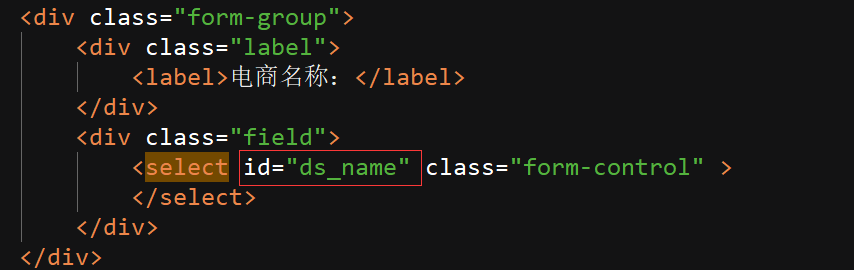 <div class="form-group">
<div class="label">
<label>电商名称：</label>
</div>
<div class="field">
<select id="ds_name" class="form-control" >
</select>
</div>
</div>